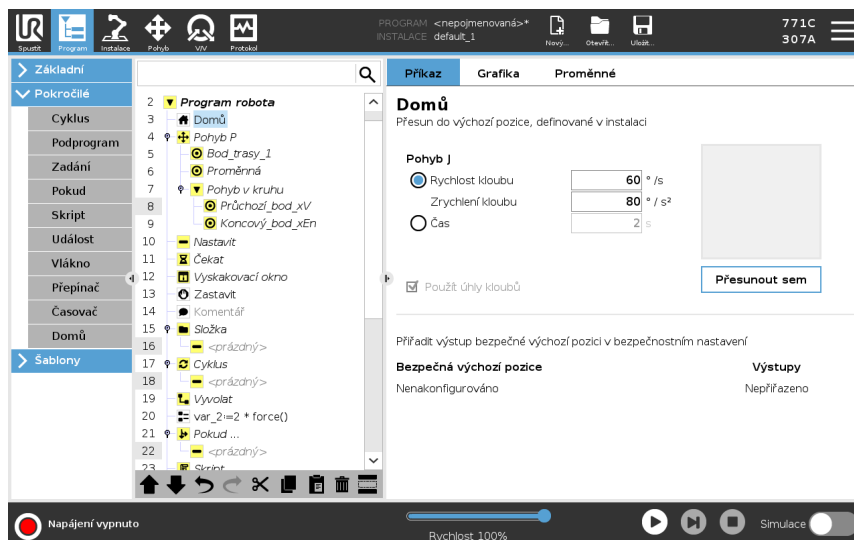 PROGRAM <nepojmenovaná>*
INSTALACE default_1
771C
307A
Spustit
Program
Instalace
Pohyb
V/V
Protokol
Nový...
Otevřít...
Uložit...
Základní
Pokročilé
Cyklus
Podprogram
Zadání
Pokud
Skript
Událost
Vlákno
Přepínač
Časovač
Domů
Šablony
2 Program robota
3 Domů
4 Pohyb P
5 Bod_trasy_1
6 Proměnná
7 Pohyb v kruhu
8 Průchozí_bod_xV
9 Koncový_bod_xEn
10 Nastavit
11 Čekat
12 Vyskakovací okno
13 Zastavit
14 Komentář
15 Složka
16 <prázdný>
17 Cyklus
18 <prázdný>
19 Vyvolat
20 var_2≔2 * force()
21 Pokud ...
22 <prázdný>
23 Skript
Příkaz
Grafika
Proměnné
Domů
Přesun do výchozí pozice, definované v instalaci
Pohyb J
Rychlost kloubu 60 ° /s
Zrychlení kloubu 80 ° / s²
Čas 2 s
Použít úhly kloubů
Přesunout sem
Přiřadit výstup bezpečné výchozí pozici v bezpečnostním nastavení
Bezpečná výchozí pozice Výstupy
Nenakonfigurováno Nepřiřazeno
Napájení vypnuto
Rychlost 100%
Simulace